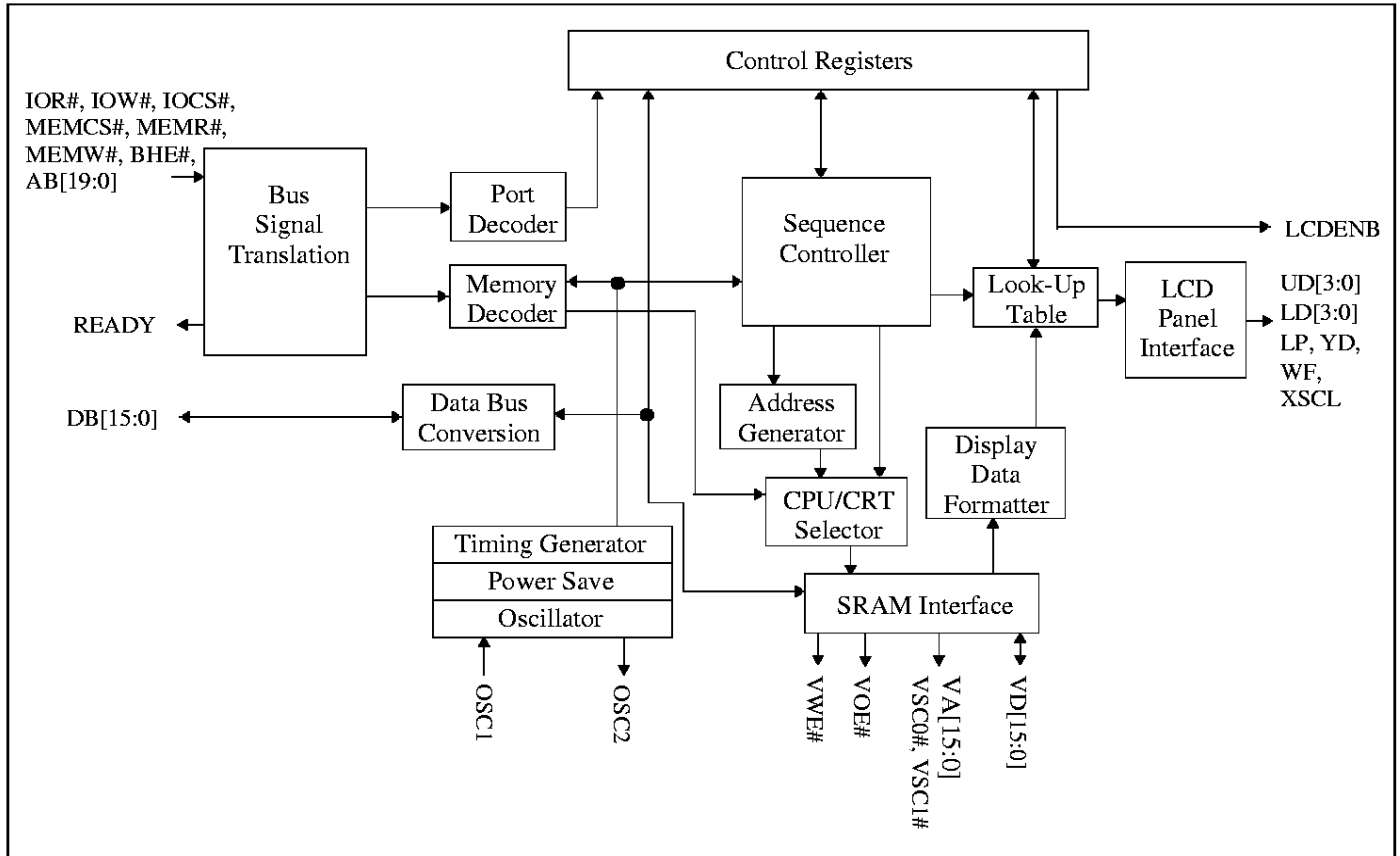 Control Registers
IOR#, IOW#, IOCS#,
MEMCS#, MEMR#,
MEMW#, BHE#,
AB[19:0]
Bus
Signal
Translation
Port
Decoder
Sequence
Controller
LCDENB
Memory
Decoder
Look-Up
Table
LCD
Panel
Interface
UD[3:0]
LD[3:0]
LP, YD,
WF,
XSCL
READY
DB[15:0]
Data Bus
Conversion
Address
Generator
Display
Data
Formatter
CPU/CRT
Selector
Timing Generator
Power Save
Oscillator
SRAM Interface
OSC1
OSC2
VWE#
VOE#
VA[15:0]
VSC0#, VSC1#
VD[15:0]